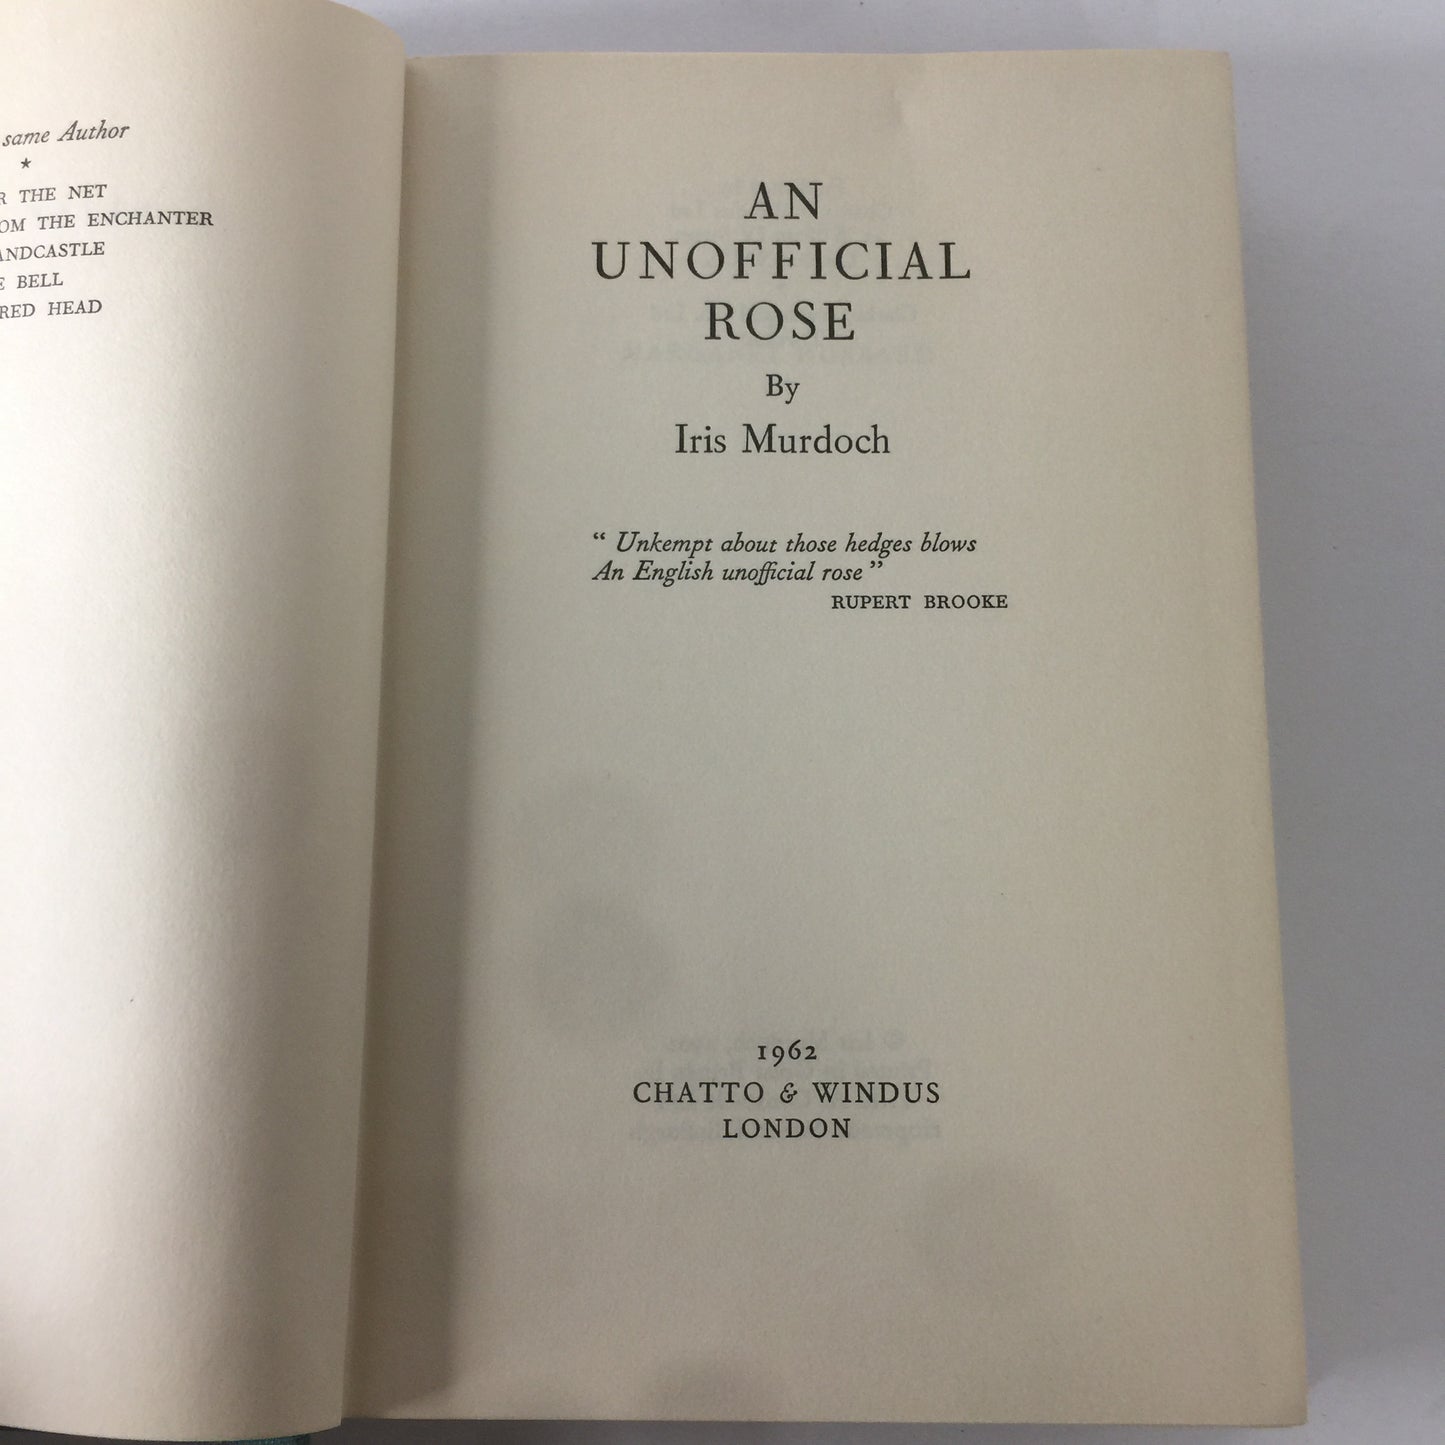 same Author
★
R THE NET
OM THE ENCHANTER
ANDCASTLE
E BELL
RED HEAD
AN
UNOFFICIAL
ROSE
By
Iris Murdoch
“ Unkempt about those hedges blows
An English unofficial rose ”
RUPERT BROOKE
1962
CHATTO & WINDUS
LONDON